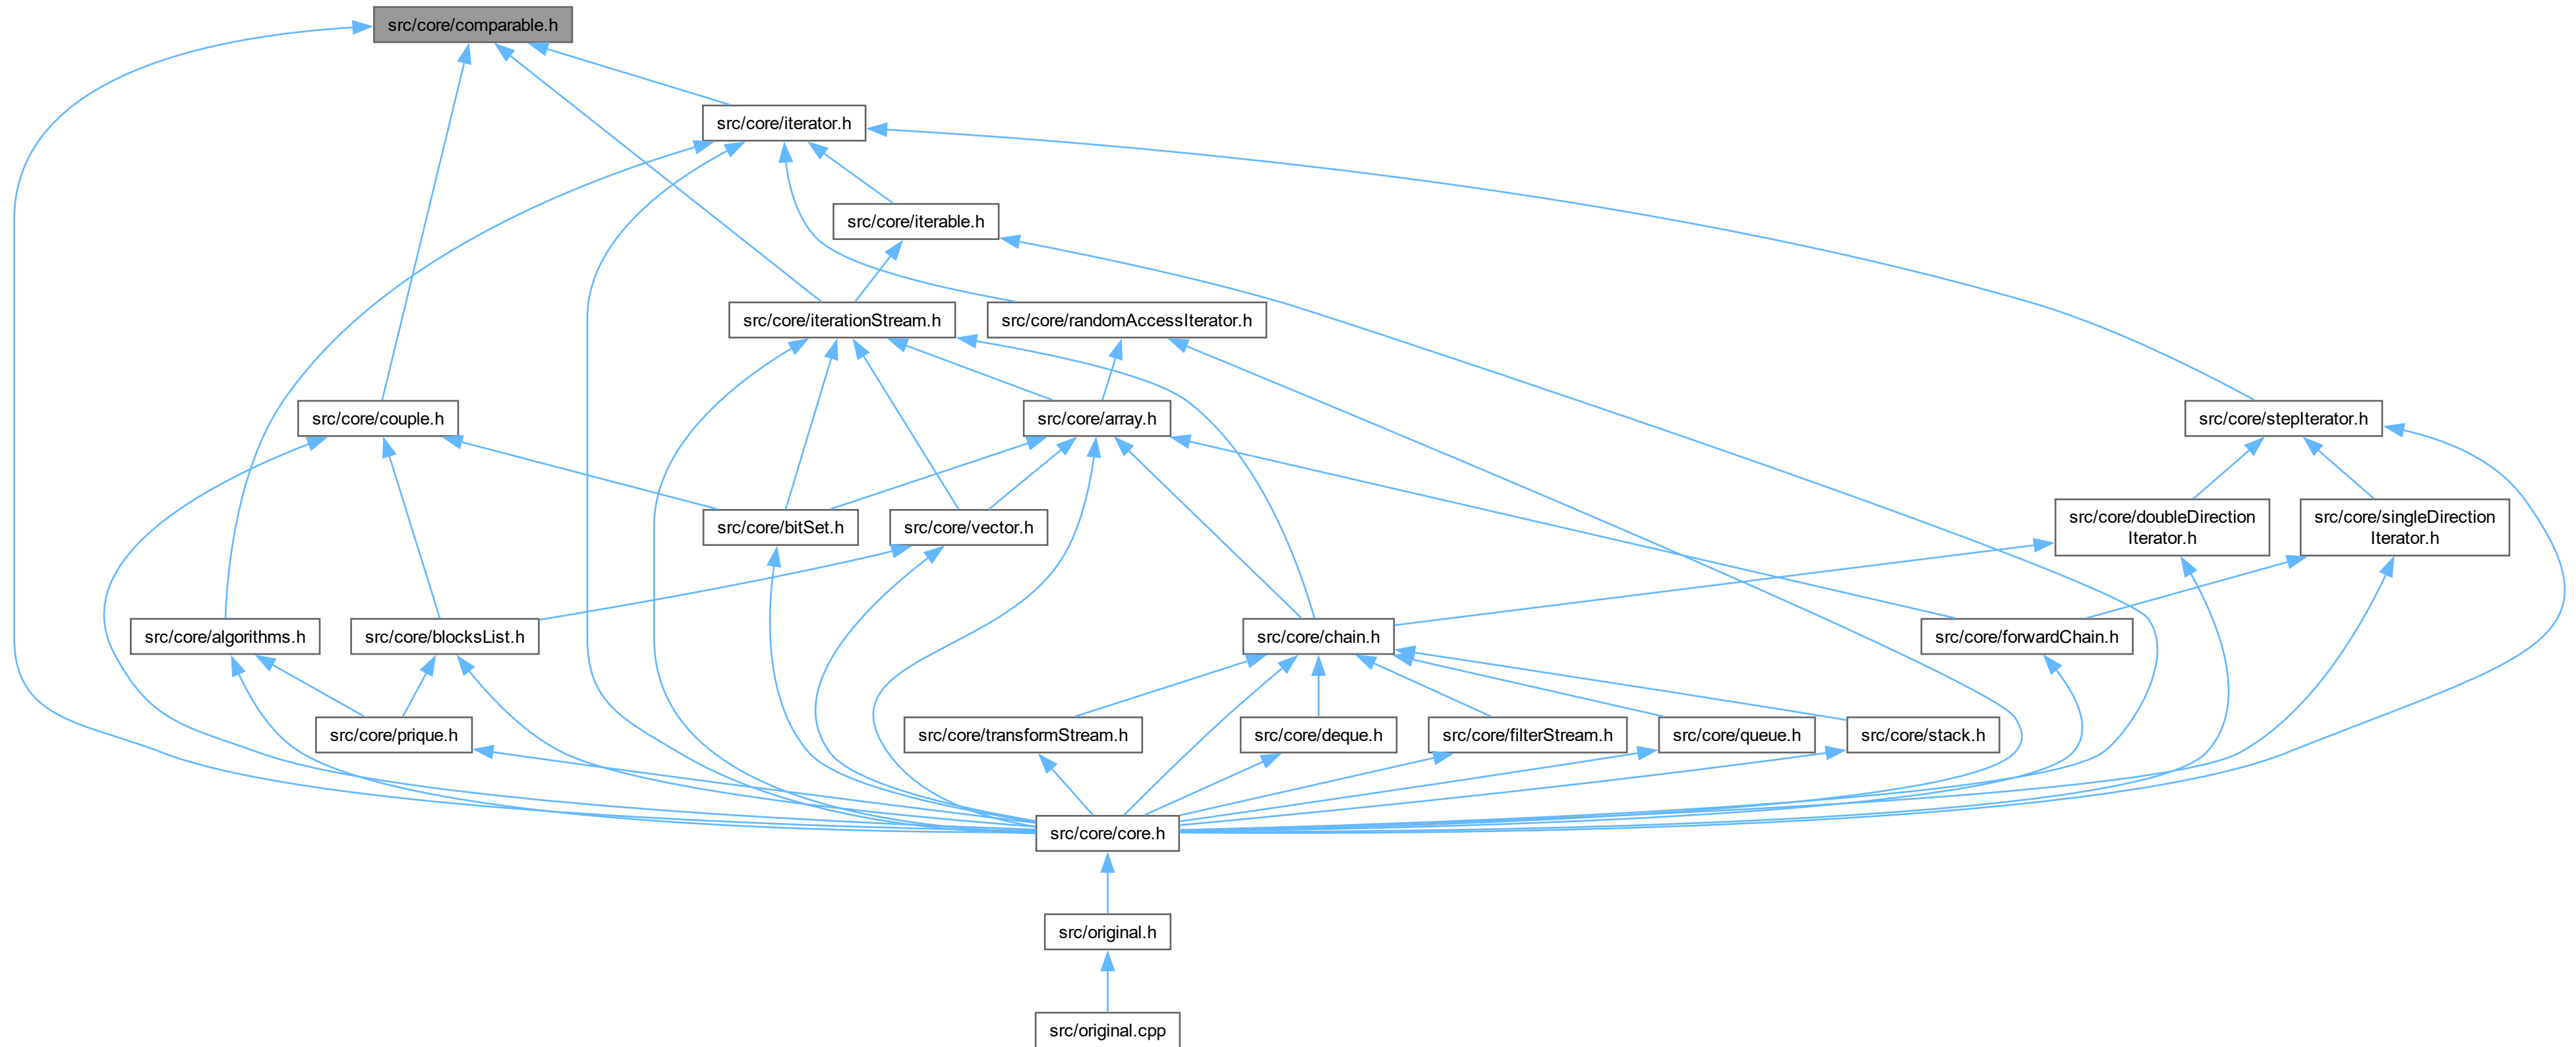 src/core/comparable.h
src/core/iterator.h
src/core/iterable.h
src/core/iterationStream.h
src/core/randomAccessIterator.h
src/core/couple.h
src/core/array.h
src/core/stepIterator.h
src/core/bitSet.h
src/core/vector.h
src/core/doubleDirection
Iterator.h
src/core/singleDirection
Iterator.h
src/core/algorithms.h
src/core/blocksList.h
src/core/chain.h
src/core/forwardChain.h
src/core/prique.h
src/core/transformStream.h
src/core/deque.h
src/core/filterStream.h
src/core/queue.h
src/core/stack.h
src/core/core.h
src/original.h
src/original.cpp